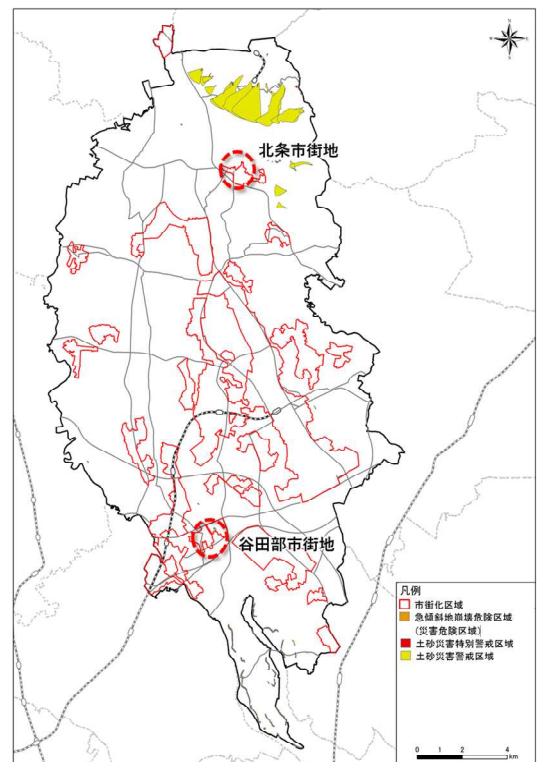 N
北条市街地
谷田部市街地
凡例
市街化区域
急傾斜地崩壊危険区域
(災害危険区域)
土砂災害特別警戒区域
土砂災害警戒区域
0 1 2 4
km